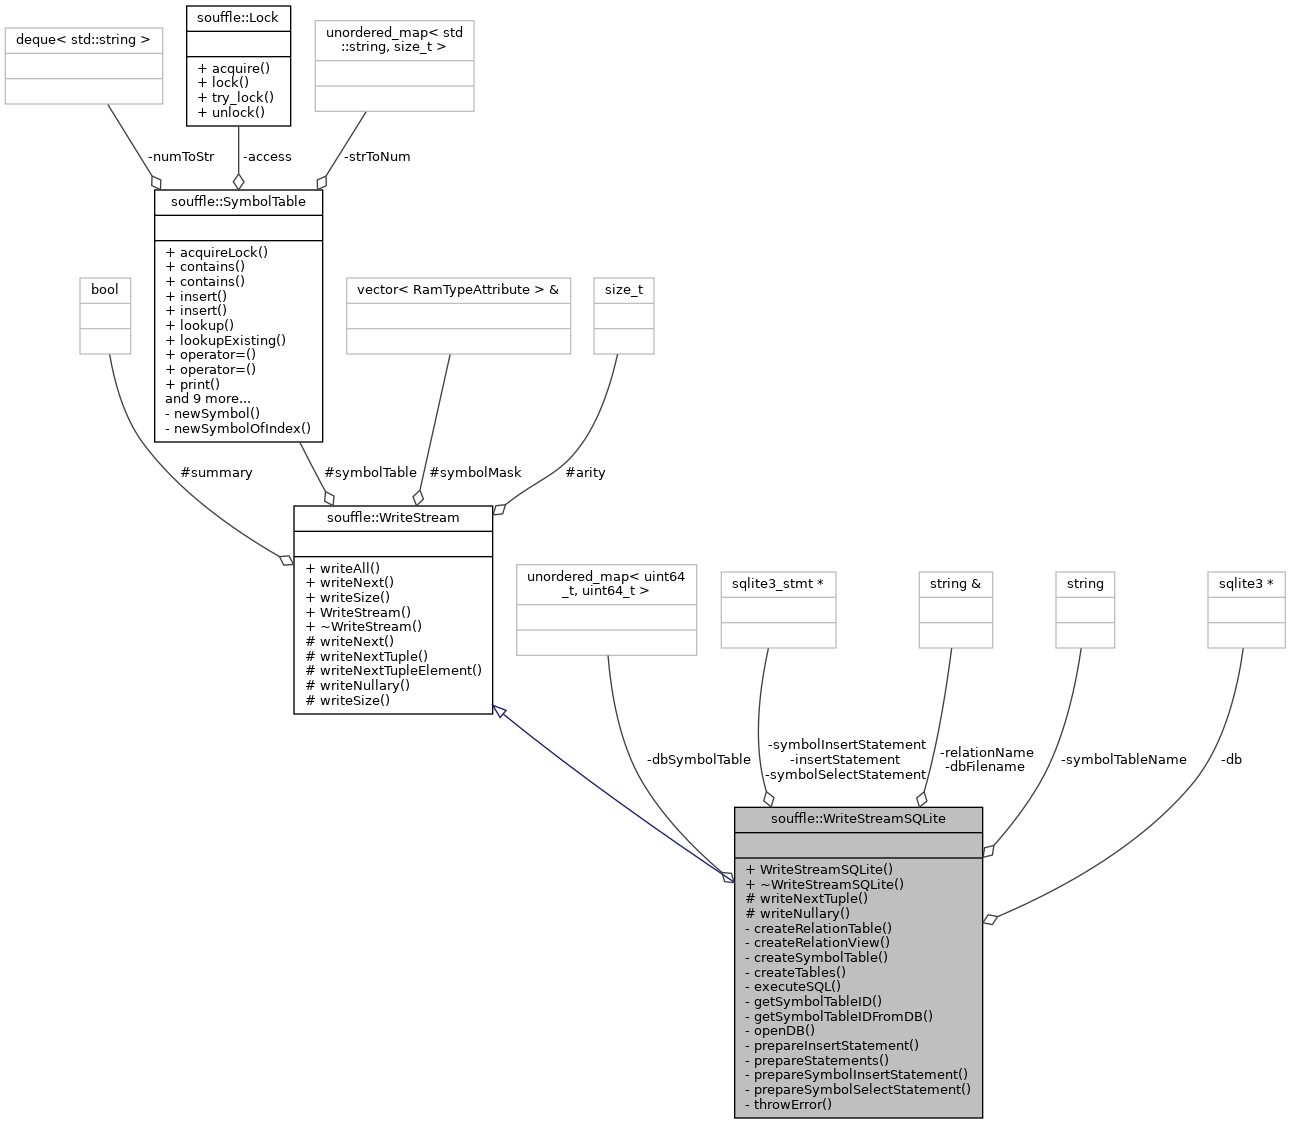 souffle::Lock
+ acquire()
+ lock()
+ try_lock()
+ unlock()
deque< std::string >
unordered_map< std
::string, size_t >
-numToStr
-access
-strToNum
souffle::SymbolTable
+ acquireLock()
+ contains()
+ contains()
+ insert()
+ insert()
+ lookup()
+ lookupExisting()
+ operator=()
+ operator=()
+ print()
and 9 more...
- newSymbol()
- newSymbolOfIndex()
bool
vector< RamTypeAttribute > &
size_t
#summary
#symbolTable
#symbolMask
#arity
souffle::WriteStream
+ writeAll()
+ writeNext()
+ writeSize()
+ WriteStream()
+ ~WriteStream()
# writeNext()
# writeNextTuple()
# writeNextTupleElement()
# writeNullary()
# writeSize()
unordered_map< uint64
_t, uint64_t >
sqlite3_stmt *
string &
string
sqlite3 *
-dbSymbolTable
-symbolInsertStatement
-insertStatement
-symbolSelectStatement
-relationName
-dbFilename
-symbolTableName
-db
souffle::WriteStreamSQLite
+ WriteStreamSQLite()
+ ~WriteStreamSQLite()
# writeNextTuple()
# writeNullary()
- createRelationTable()
- createRelationView()
- createSymbolTable()
- createTables()
- executeSQL()
- getSymbolTableID()
- getSymbolTableIDFromDB()
- openDB()
- prepareInsertStatement()
- prepareStatements()
- prepareSymbolInsertStatement()
- prepareSymbolSelectStatement()
- throwError()